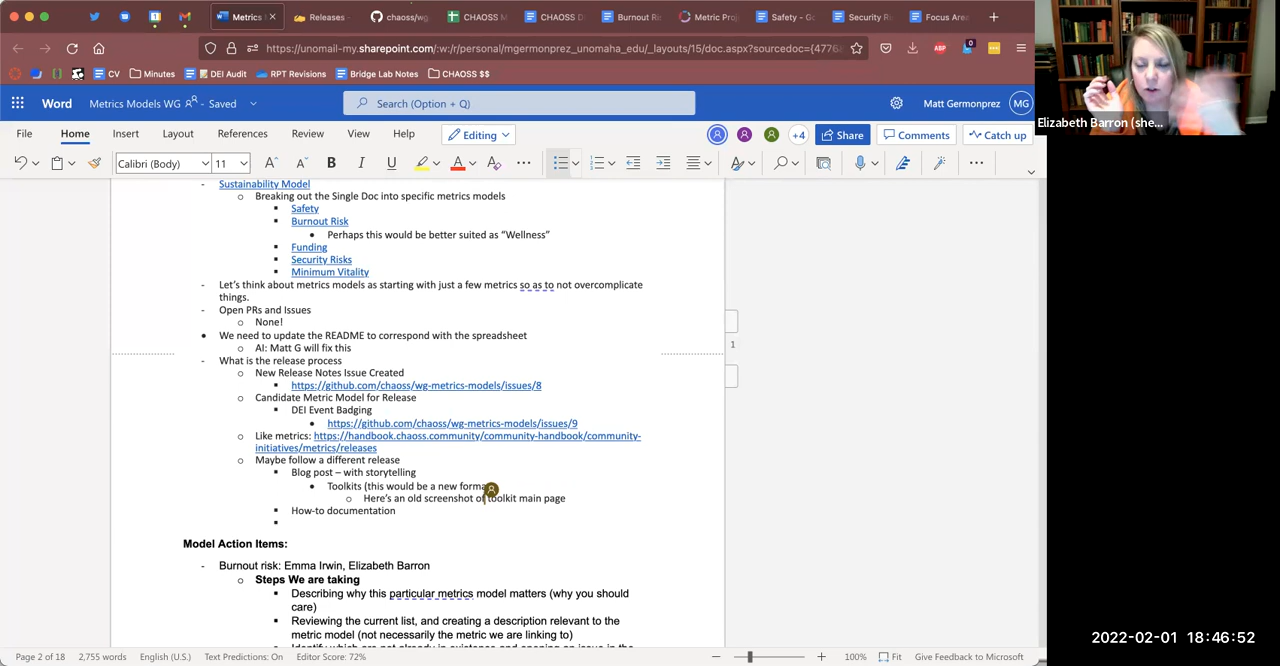 Metrics
Releases
chaoss/wg
CHAOSS M
CHAOSS D
Burnout Ri
Metric Pro
Safety - Go
Security Ri
Focus Area
https://unomail-my.sharepoint.com/:w:/r/personal/mgermonprez_unomaha_edu/_layouts/15/doc.aspx?sourcedoc={4776
CV Minutes DEI Audit RPT Revisions Bridge Lab Notes CHAOSS $$
Elizabeth Barron (she...
Word Metrics Models WG - Saved
Search (Option + Q)
Matt Germonprez MG
File Home Insert Layout References Review View Help Editing +4 Share Comments Catch up
Calibri (Body) 11
- Sustainability Model
o Breaking out the Single Doc into specific metrics models
▪ Safety
▪ Burnout Risk
• Perhaps this would be better suited as “Wellness”
▪ Funding
▪ Security Risks
▪ Minimum Vitality
- Let’s think about metrics models as starting with just a few metrics so as to not overcomplicate
things.
- Open PRs and Issues
o None!
• We need to update the README to correspond with the spreadsheet
o AI: Matt G will fix this
- What is the release process
o New Release Notes Issue Created
▪ https://github.com/chaoss/wg-metrics-models/issues/8
o Candidate Metric Model for Release
▪ DEI Event Badging
• https://github.com/chaoss/wg-metrics-models/issues/9
o Like metrics: https://handbook.chaoss.community/community-handbook/community-
initiatives/metrics/releases
o Maybe follow a different release
▪ Blog post – with storytelling
• Toolkits (this would be a new forma
o Here’s an old screenshot of toolkit main page
▪ How-to documentation
▪
1
Model Action Items:
- Burnout risk: Emma Irwin, Elizabeth Barron
o Steps We are taking
▪ Describing why this particular metrics model matters (why you should
care)
▪ Reviewing the current list, and creating a description relevant to the
metric model (not necessarily the metric we are linking to)
Page 2 of 18 2,755 words English (U.S.) Text Predictions: On Editor Score: 72% 100% Fit Give Feedback to Microsoft
2022-02-01 18:46:52